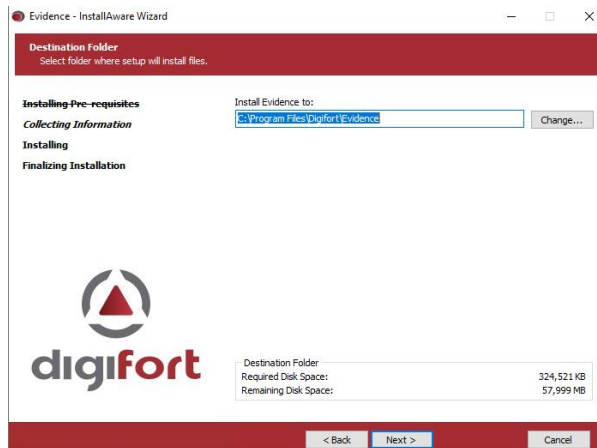 Evidence - InstallAware Wizard
Destination Folder
Select folder where setup will install files.
Installing Pre-requisites
Collecting Information
Installing
Finalizing Installation
Install Evidence to:
C:\Program Files\Digifort\Evidence
Change...
digifort
Destination Folder
Required Disk Space: 324,521 KB
Remaining Disk Space: 57,999 MB
< Back Next > Cancel